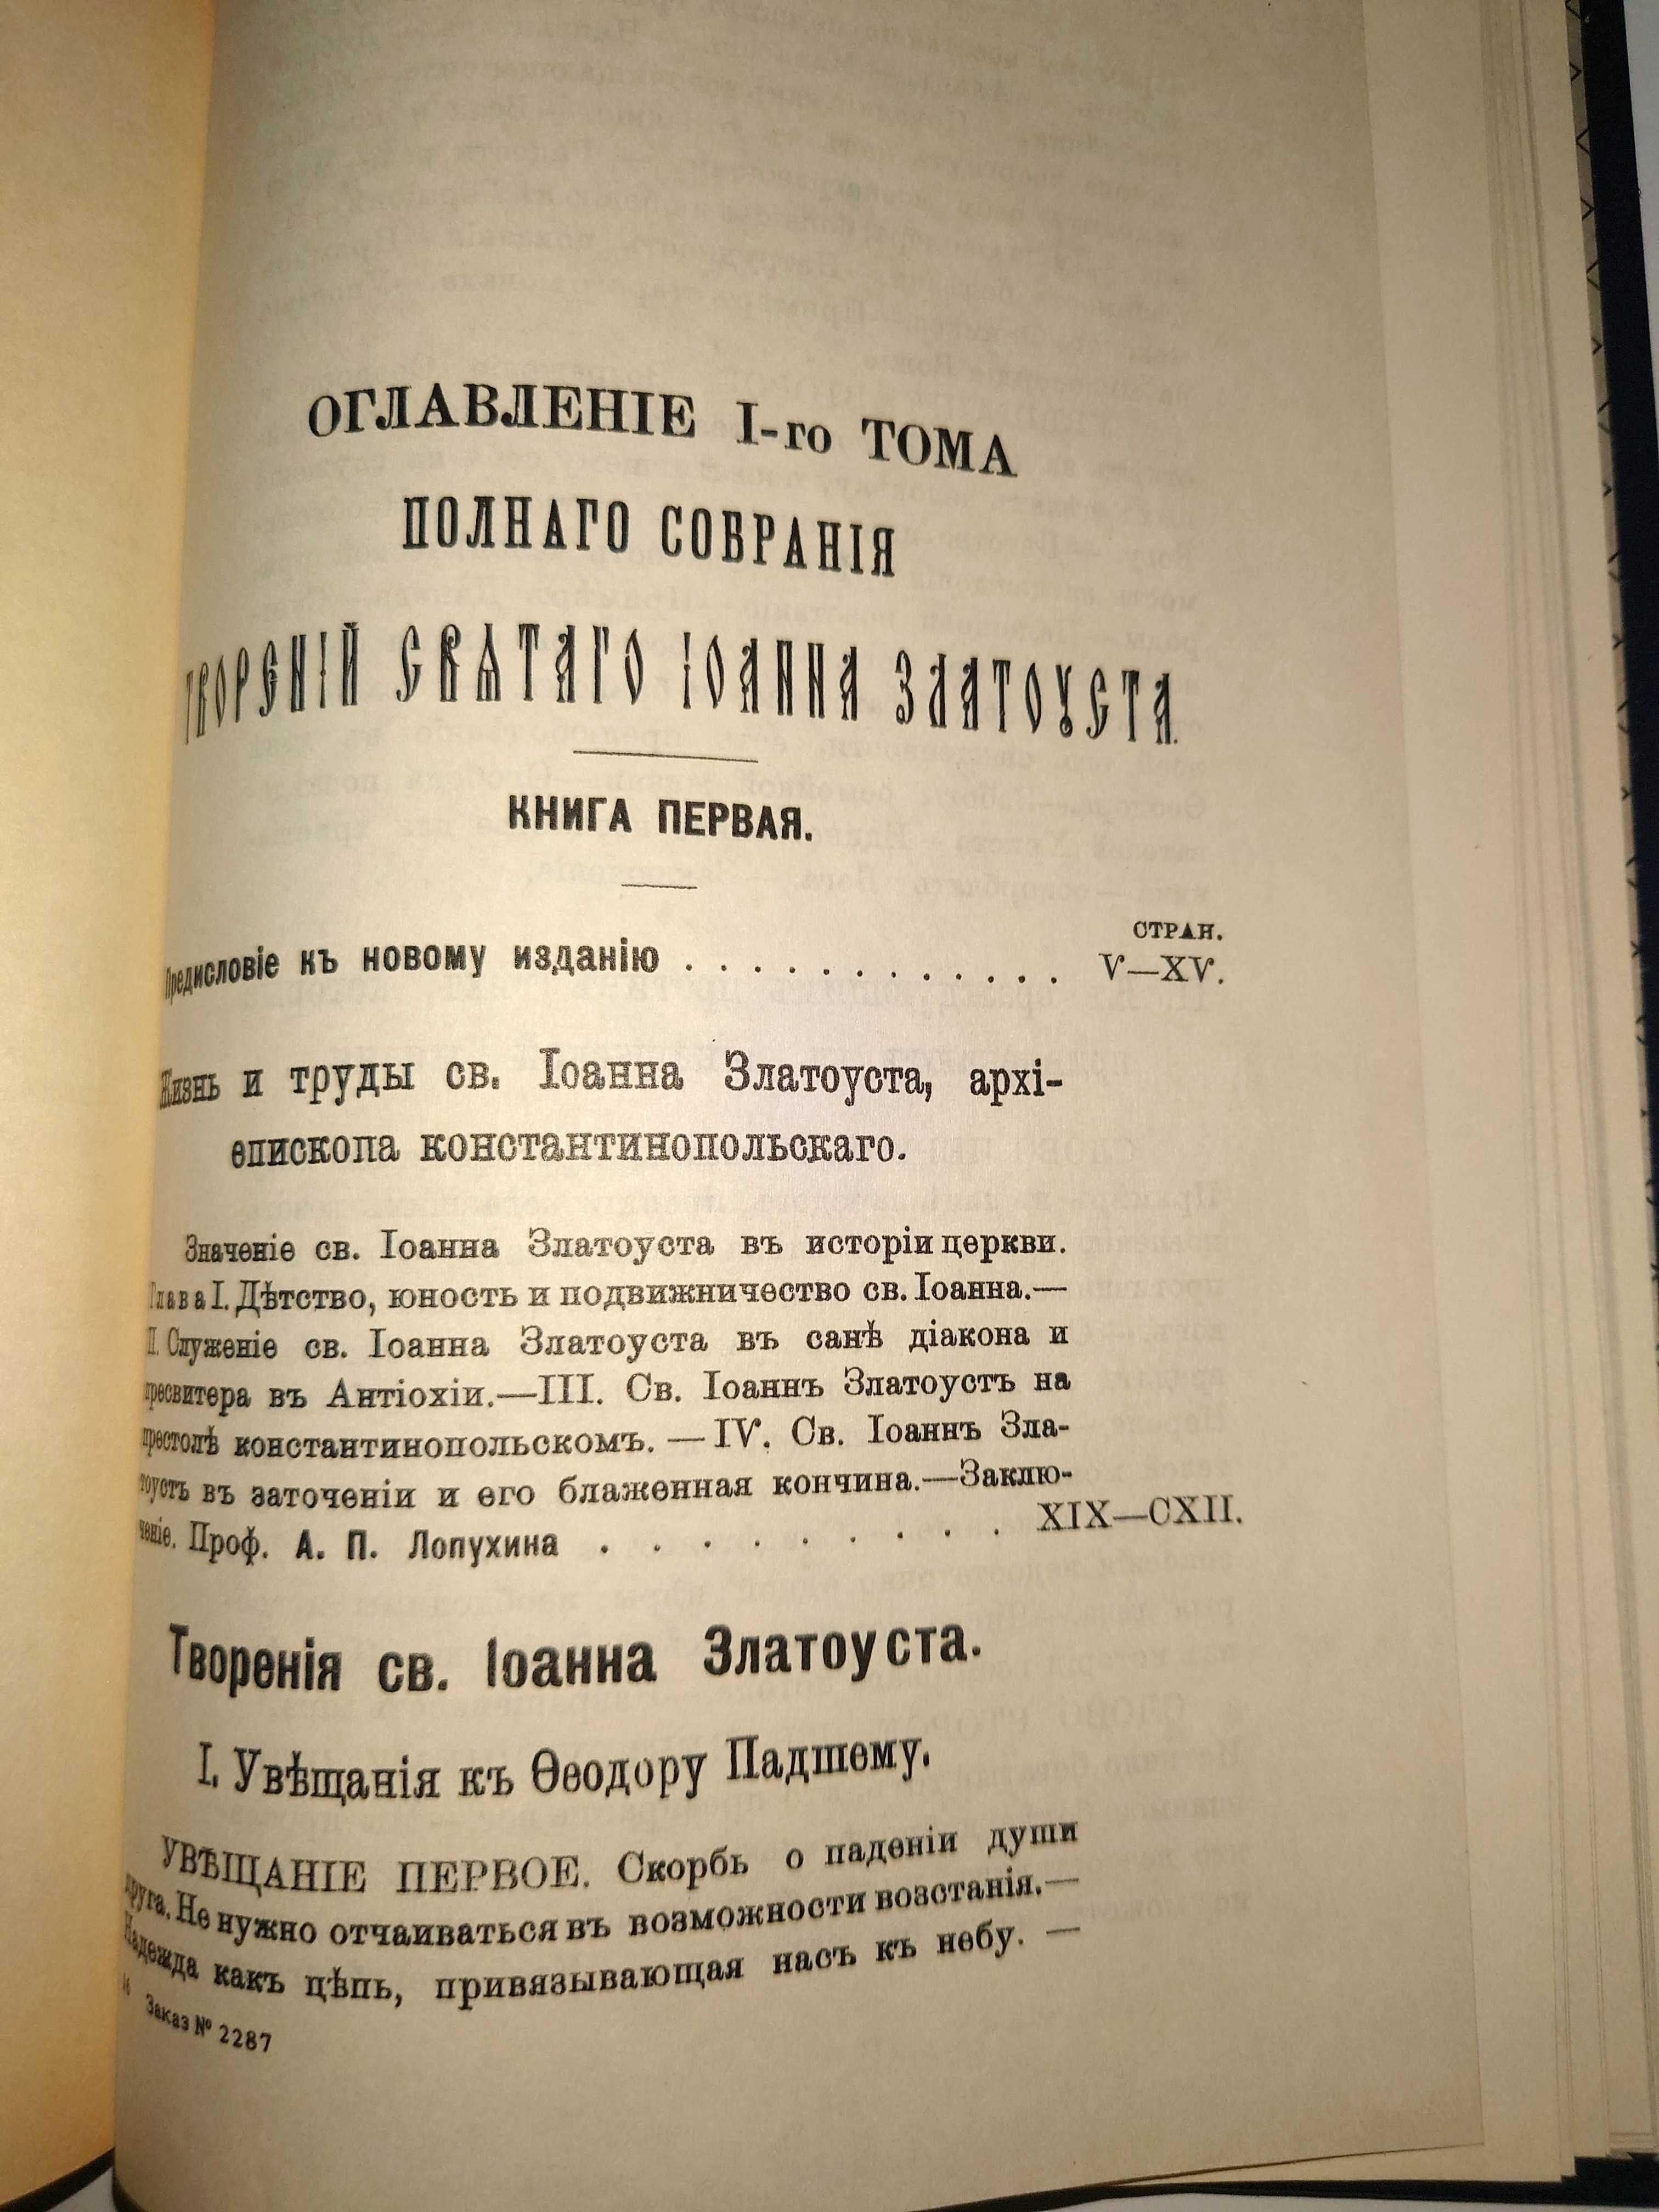 ОГЛАВЛЕНІЕ I-го ТОМА
ПОЛНАГО СОБРАНІЯ
ТВОРЕНІЙ СВѦТАГО ІОАННА ЗЛАТОУСТА.
КНИГА ПЕРВАЯ.
СТРАН.
Предисловіе къ новому изданію . . . . . . . . . . . . V—XV.
Жизнь и труды св. Іоанна Златоуста, архі-
епископа константинопольскаго.
Значеніе св. Іоанна Златоуста въ исторіи церкви.
Глава I. Дѣтство, юность и подвижничество св. Іоанна.—
II. Служеніе св. Іоанна Златоуста въ санѣ діакона и
пресвитера въ Антіохіи.—III. Св. Іоаннъ Златоустъ на
престолѣ константинопольскомъ. — IV. Св. Іоаннъ Зла-
тоустъ въ заточеніи и его блаженная кончина.—Заклю-
ченіе. Проф. А. П. Лопухина . . . . . . . . XIX—CXII.
Творенія св. Іоанна Златоуста.
I. Увѣщанія къ Ѳеодору Падшему.
УВѢЩАНІЕ ПЕРВОЕ. Скорбь о паденіи души
друга. Не нужно отчаиваться въ возможности возстанія.—
Надежда какъ цѣпь, привязывающая насъ къ небу. —
Заказ № 2287